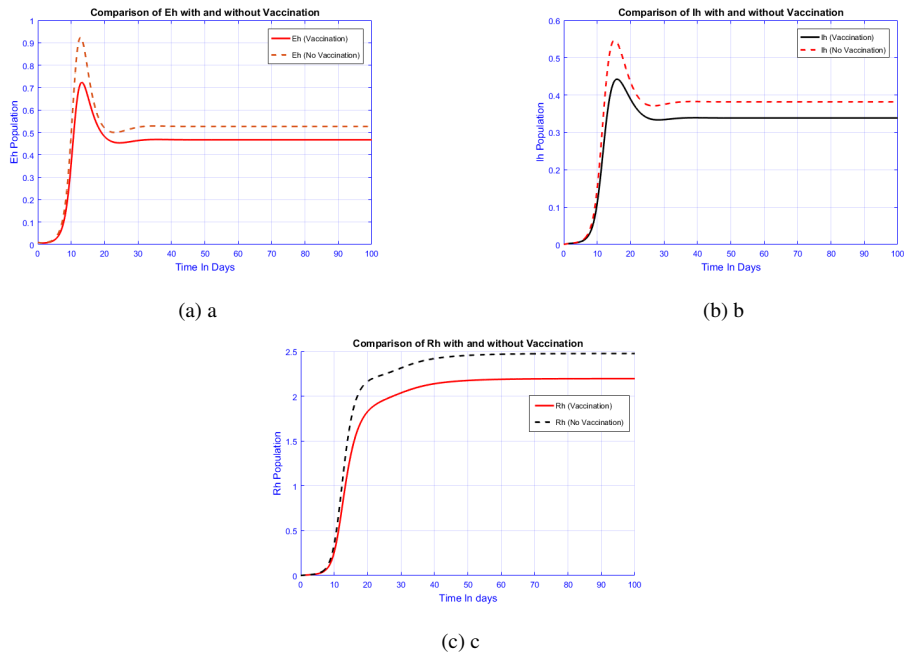 Comparison of Eh with and without Vaccination
1
0.9
0.8
0.7
0.6
0.5
0.4
0.3
0.2
0.1
0
Eh Population
Eh (Vaccination)
Eh (No Vaccination)
0 10 20 30 40 50 60 70 80 90 100
Time In Days
(a) a
Comparison of Ih with and without Vaccination
0.6
0.5
0.4
0.3
0.2
0.1
0
Ih Population
Ih (Vaccination)
Ih (No Vaccination)
0 10 20 30 40 50 60 70 80 90 100
Time In Days
(b) b
Comparison of Rh with and without Vaccination
2.5
2
1.5
1
0.5
0
Rh Population
Rh (Vaccination)
Rh (No Vaccination)
0 10 20 30 40 50 60 70 80 90 100
Time In days
(c) c